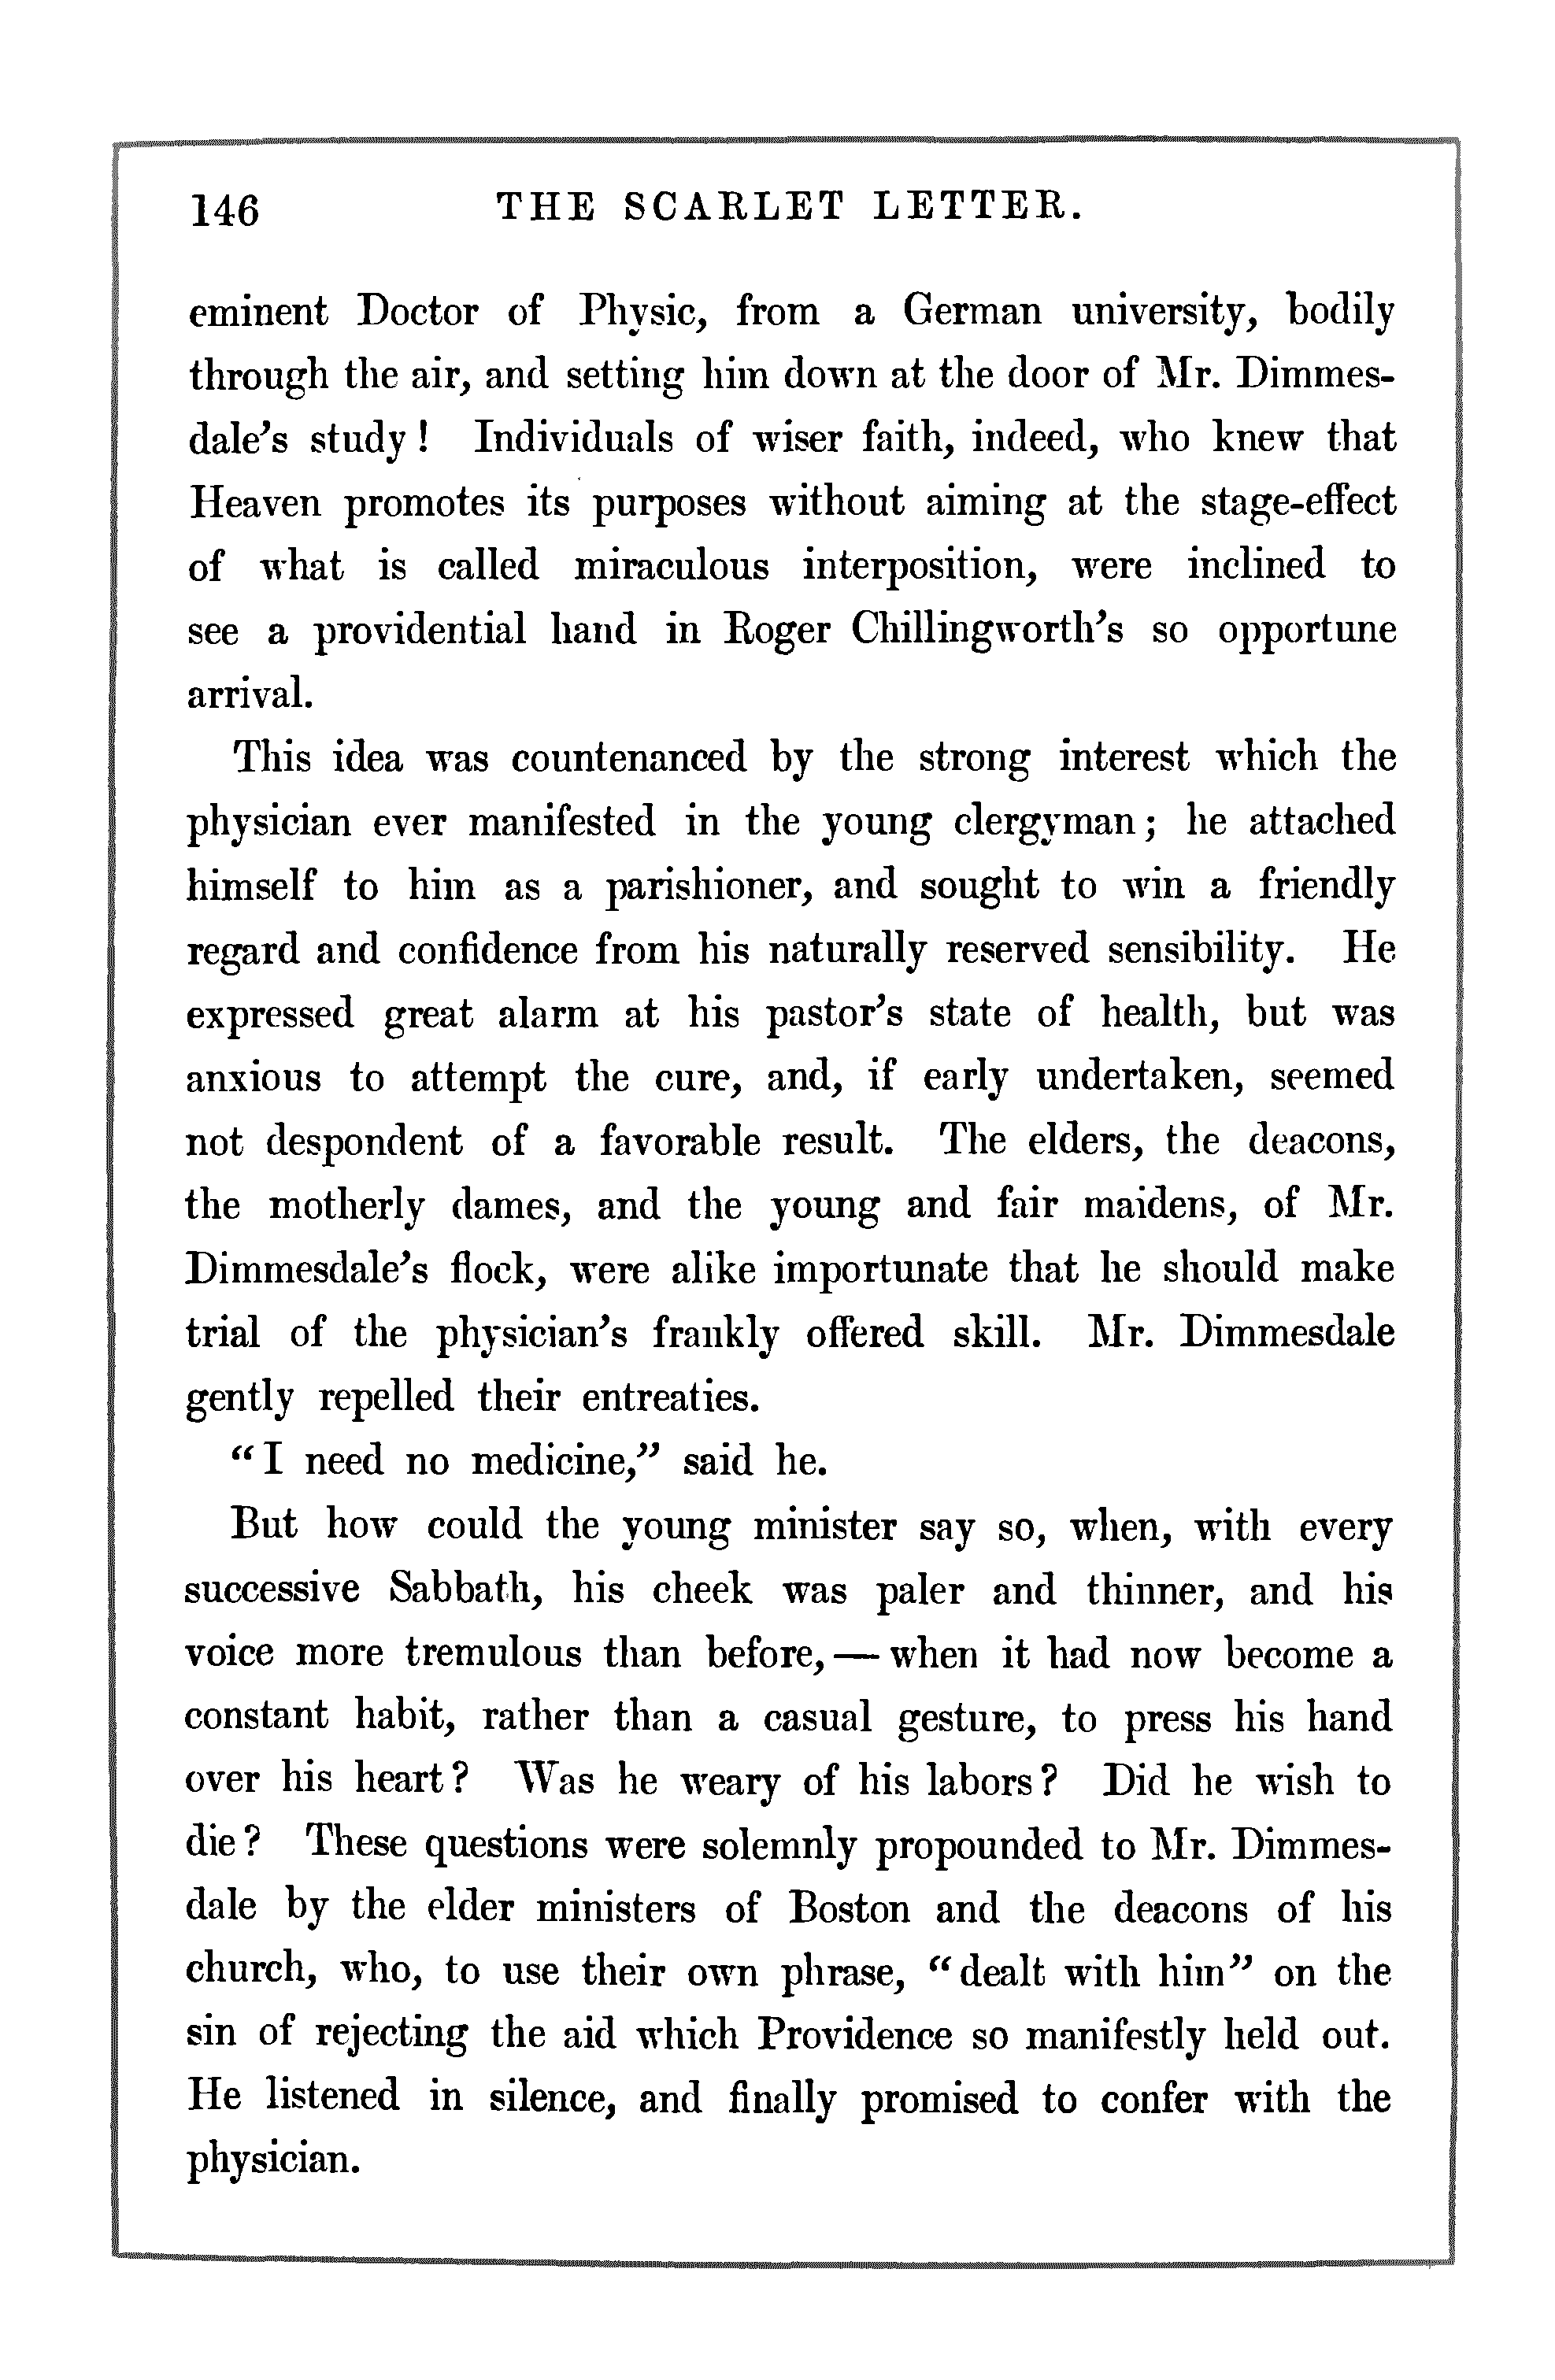 146 THE SCARLET LETTER.
eminent Doctor of Physic, from a German university, bodily
through the air, and setting him down at the door of Mr. Dimmes-
dale's study! Individuals of wiser faith, indeed, who knew that
Heaven promotes its purposes without aiming at the stage-effect
of what is called miraculous interposition, were inclined to
see a providential hand in Roger Chillingworth's so opportune
arrival.
This idea was countenanced by the strong interest which the
physician ever manifested in the young clergyman; he attached
himself to him as a parishioner, and sought to win a friendly
regard and confidence from his naturally reserved sensibility. He
expressed great alarm at his pastor's state of health, but was
anxious to attempt the cure, and, if early undertaken, seemed
not despondent of a favorable result. The elders, the deacons,
the motherly dames, and the young and fair maidens, of Mr.
Dimmesdale's flock, were alike importunate that he should make
trial of the physician's frankly offered skill. Mr. Dimmesdale
gently repelled their entreaties.
"I need no medicine," said he.
But how could the young minister say so, when, with every
successive Sabbath, his cheek was paler and thinner, and his
voice more tremulous than before, — when it had now become a
constant habit, rather than a casual gesture, to press his hand
over his heart? Was he weary of his labors? Did he wish to
die? These questions were solemnly propounded to Mr. Dimmes-
dale by the elder ministers of Boston and the deacons of his
church, who, to use their own phrase, "dealt with him" on the
sin of rejecting the aid which Providence so manifestly held out.
He listened in silence, and finally promised to confer with the
physician.